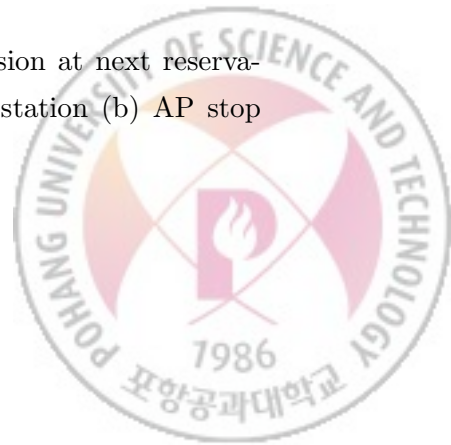 sion at next reserva-
station (b) AP stop
POHANG UNIVERSITY OF SCIENCE AND TECHNOLOGY
1986
포항공과대학교